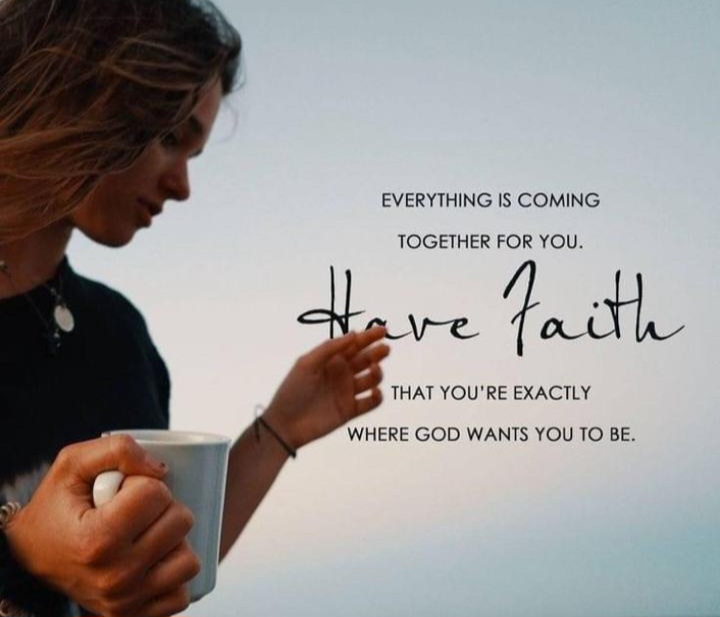 EVERYTHING IS COMING
TOGETHER FOR YOU.
Have Faith
THAT YOU'RE EXACTLY
WHERE GOD WANTS YOU TO BE.